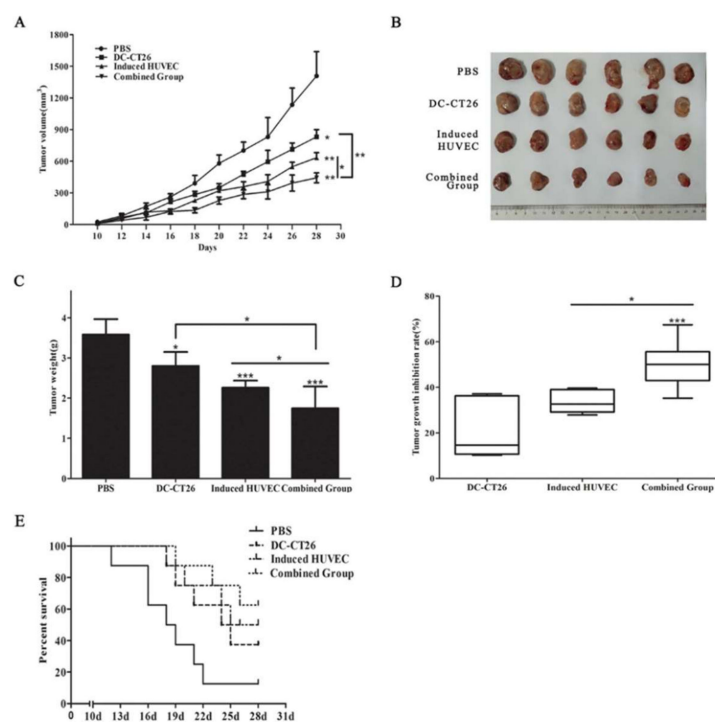 A
1800
1500
1200
900
600
300
0
Tumor volume(mm3)
PBS
DC-CT26
Induced HUVEC
Combined Group
*
**
**
*
**
10 12 14 16 18 20 22 24 26 28 30
Days
B
PBS
DC-CT26
Induced
HUVEC
Combined
Group
C
Tumor weight(g)
4
3
2
1
0
*
***
***
*
*
PBS DC-CT26 Induced HUVEC Combined Group
D
Tumor growth inhibition rate(%)
80
60
40
20
0
*
***
DC-CT26 Induced HUVEC Combined Group
E
PBS
DC-CT26
Induced HUVEC
Combined Group
Percent survival
100
80
60
40
20
0
0 10d 13d 16d 19d 22d 25d 28d 31d